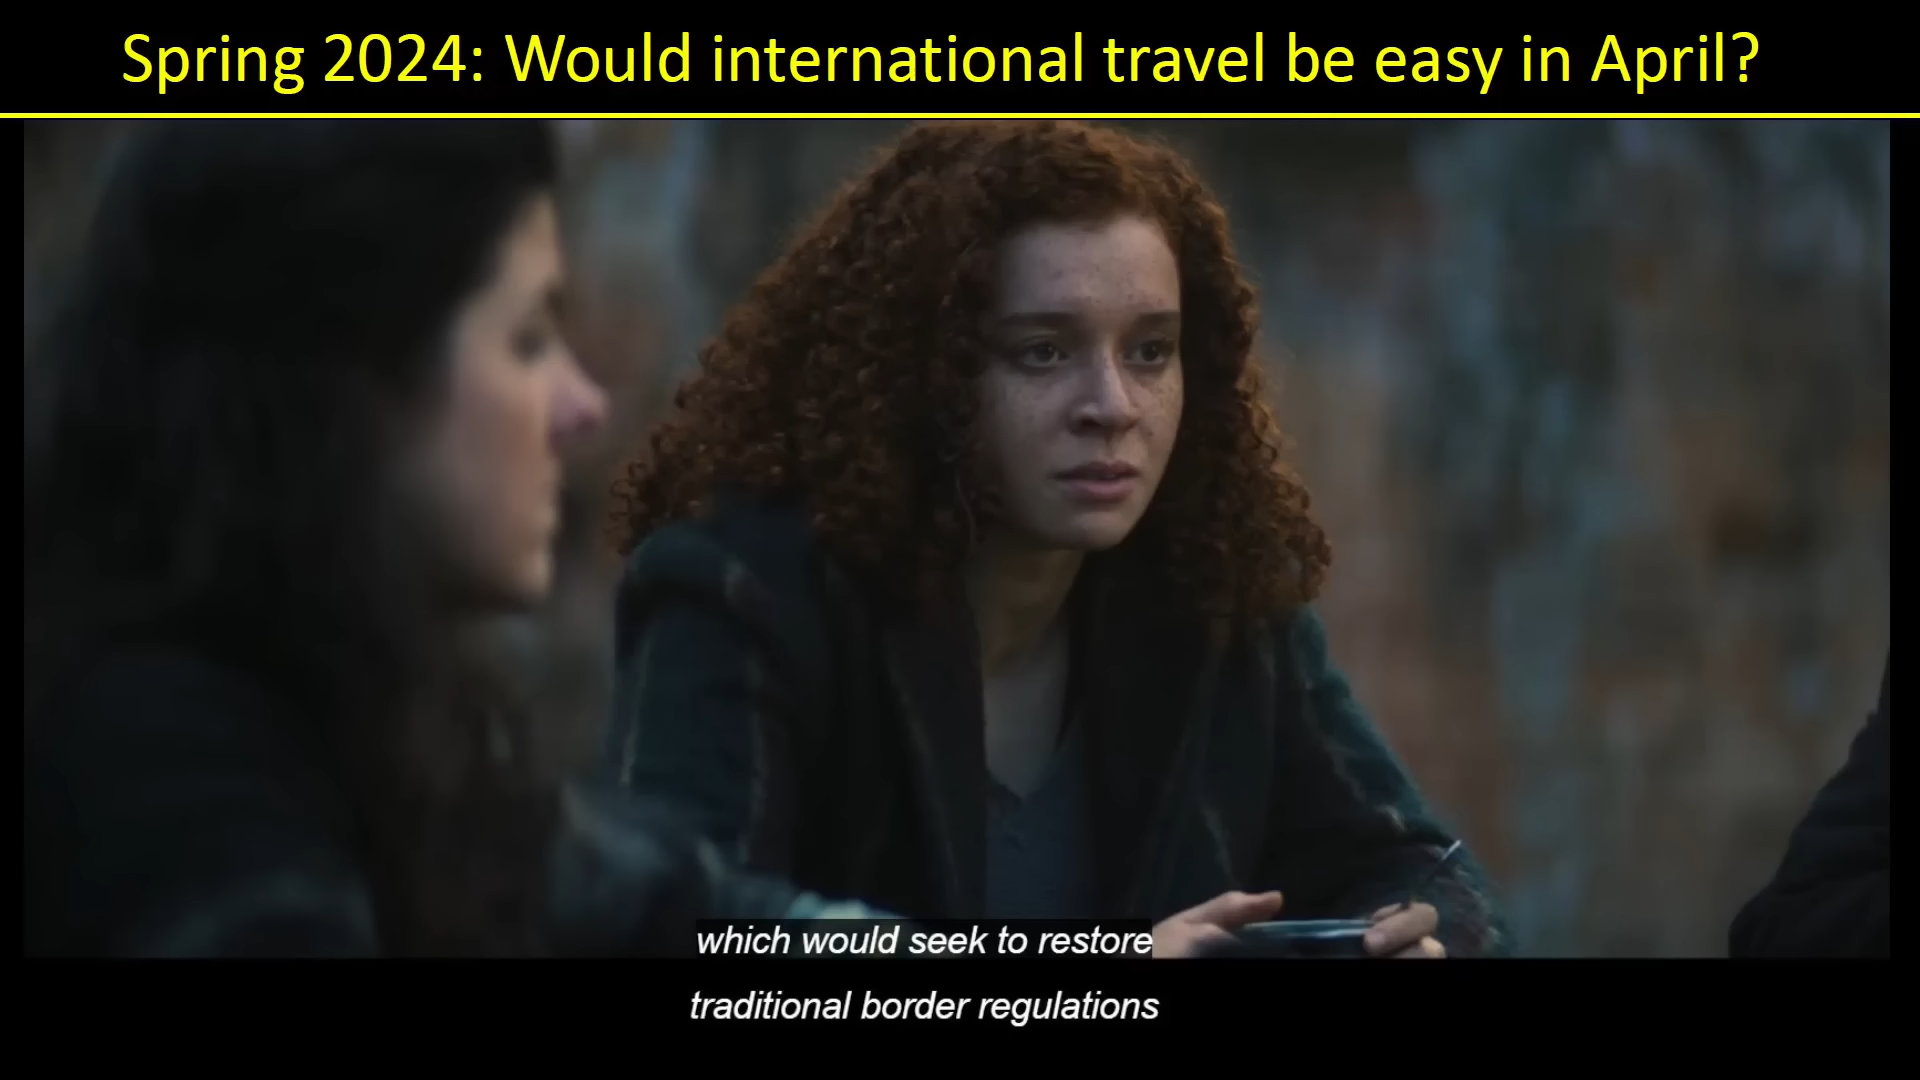 Spring 2024: Would international travel be easy in April?
which would seek to restore
traditional border regulations